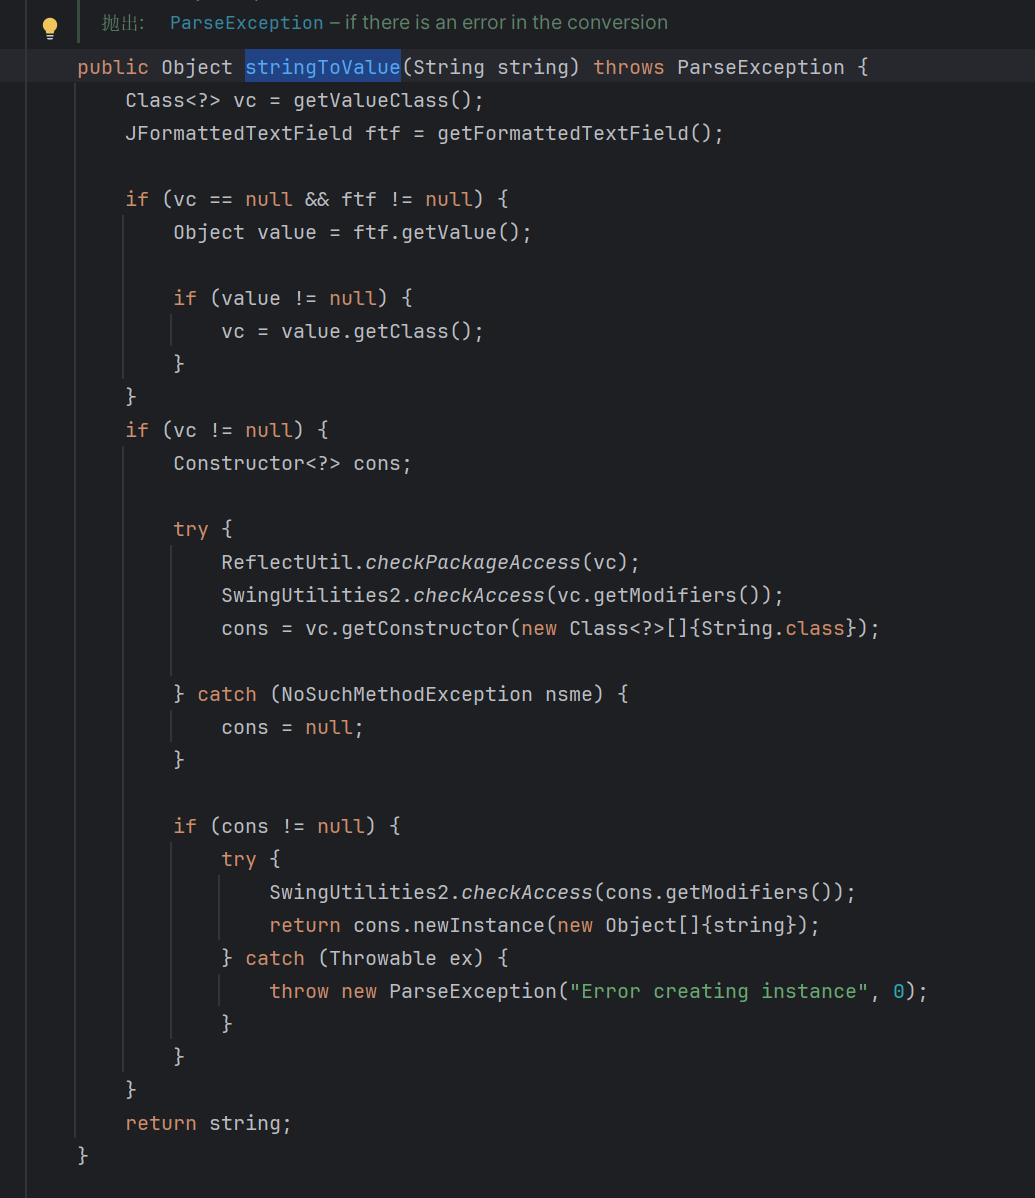 抛出: ParseException – if there is an error in the conversion
public Object stringToValue(String string) throws ParseException {
Class<?> vc = getValueClass();
JFormattedTextField ftf = getFormattedTextField();
if (vc == null && ftf != null) {
Object value = ftf.getValue();
if (value != null) {
vc = value.getClass();
}
}
if (vc != null) {
Constructor<?> cons;
try {
ReflectUtil.checkPackageAccess(vc);
SwingUtilities2.checkAccess(vc.getModifiers());
cons = vc.getConstructor(new Class<?>[]{String.class});
} catch (NoSuchMethodException nsme) {
cons = null;
}
if (cons != null) {
try {
SwingUtilities2.checkAccess(cons.getModifiers());
return cons.newInstance(new Object[]{string});
} catch (Throwable ex) {
throw new ParseException("Error creating instance", 0);
}
}
}
return string;
}